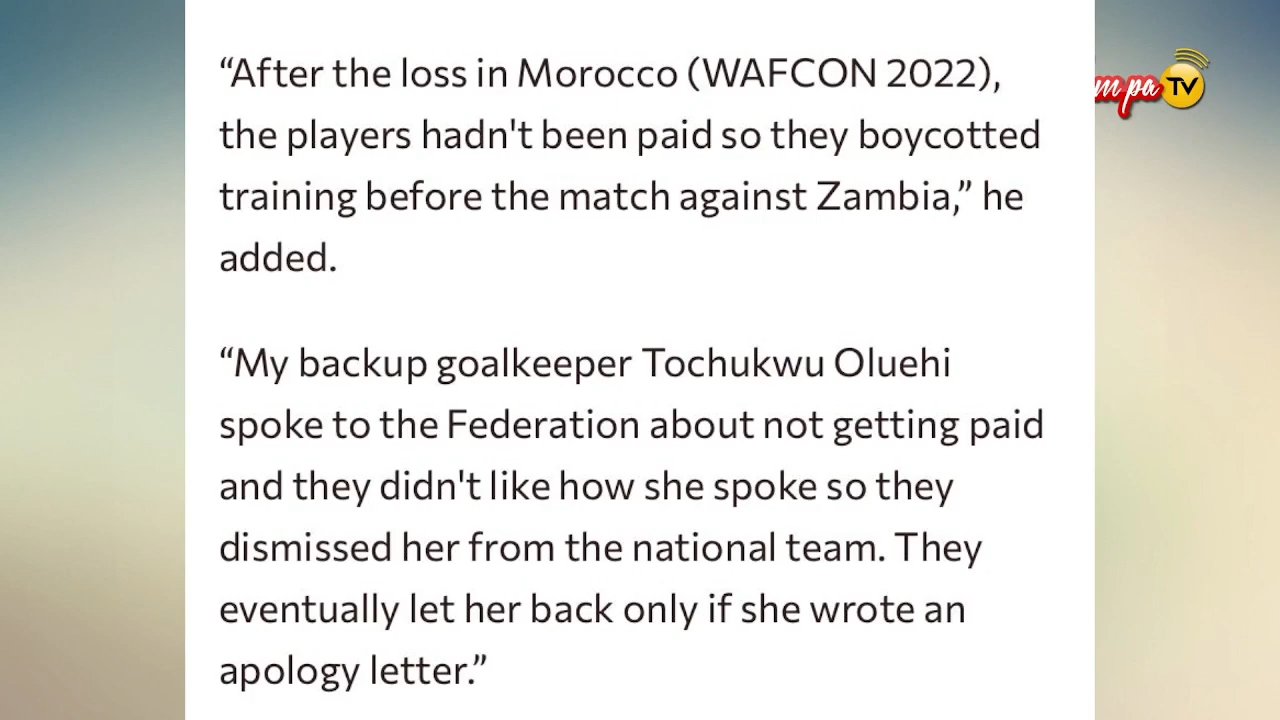 “After the loss in Morocco (WAFCON 2022),
the players hadn't been paid so they boycotted
training before the match against Zambia,” he
added.
“My backup goalkeeper Tochukwu Oluehi
spoke to the Federation about not getting paid
and they didn't like how she spoke so they
dismissed her from the national team. They
eventually let her back only if she wrote an
apology letter.”
pa TV